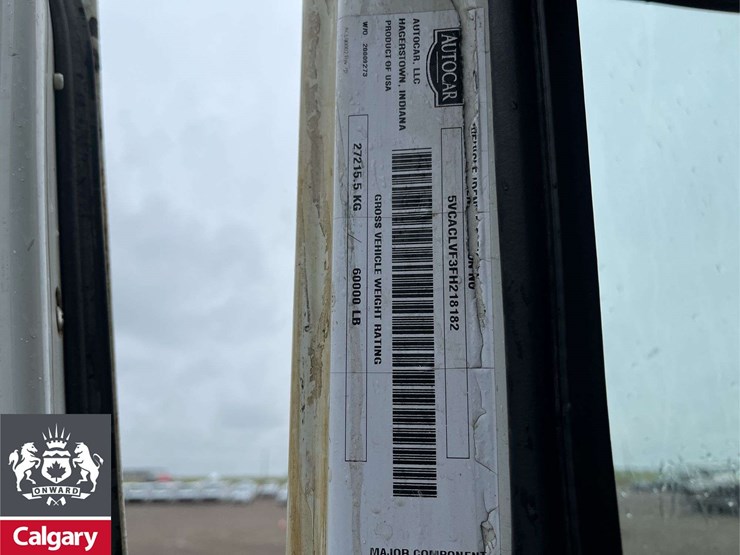 AUTOCAR
AUTOCAR, LLC
HAGERSTOWN, INDIANA
PRODUCT OF USA
W/O 20808273
5VCACLVF3FH218182
GROSS VEHICLE WEIGHT RATING
27215.5 KG 60000 LB
MAJOR COMPONENT
ONWARD
Calgary